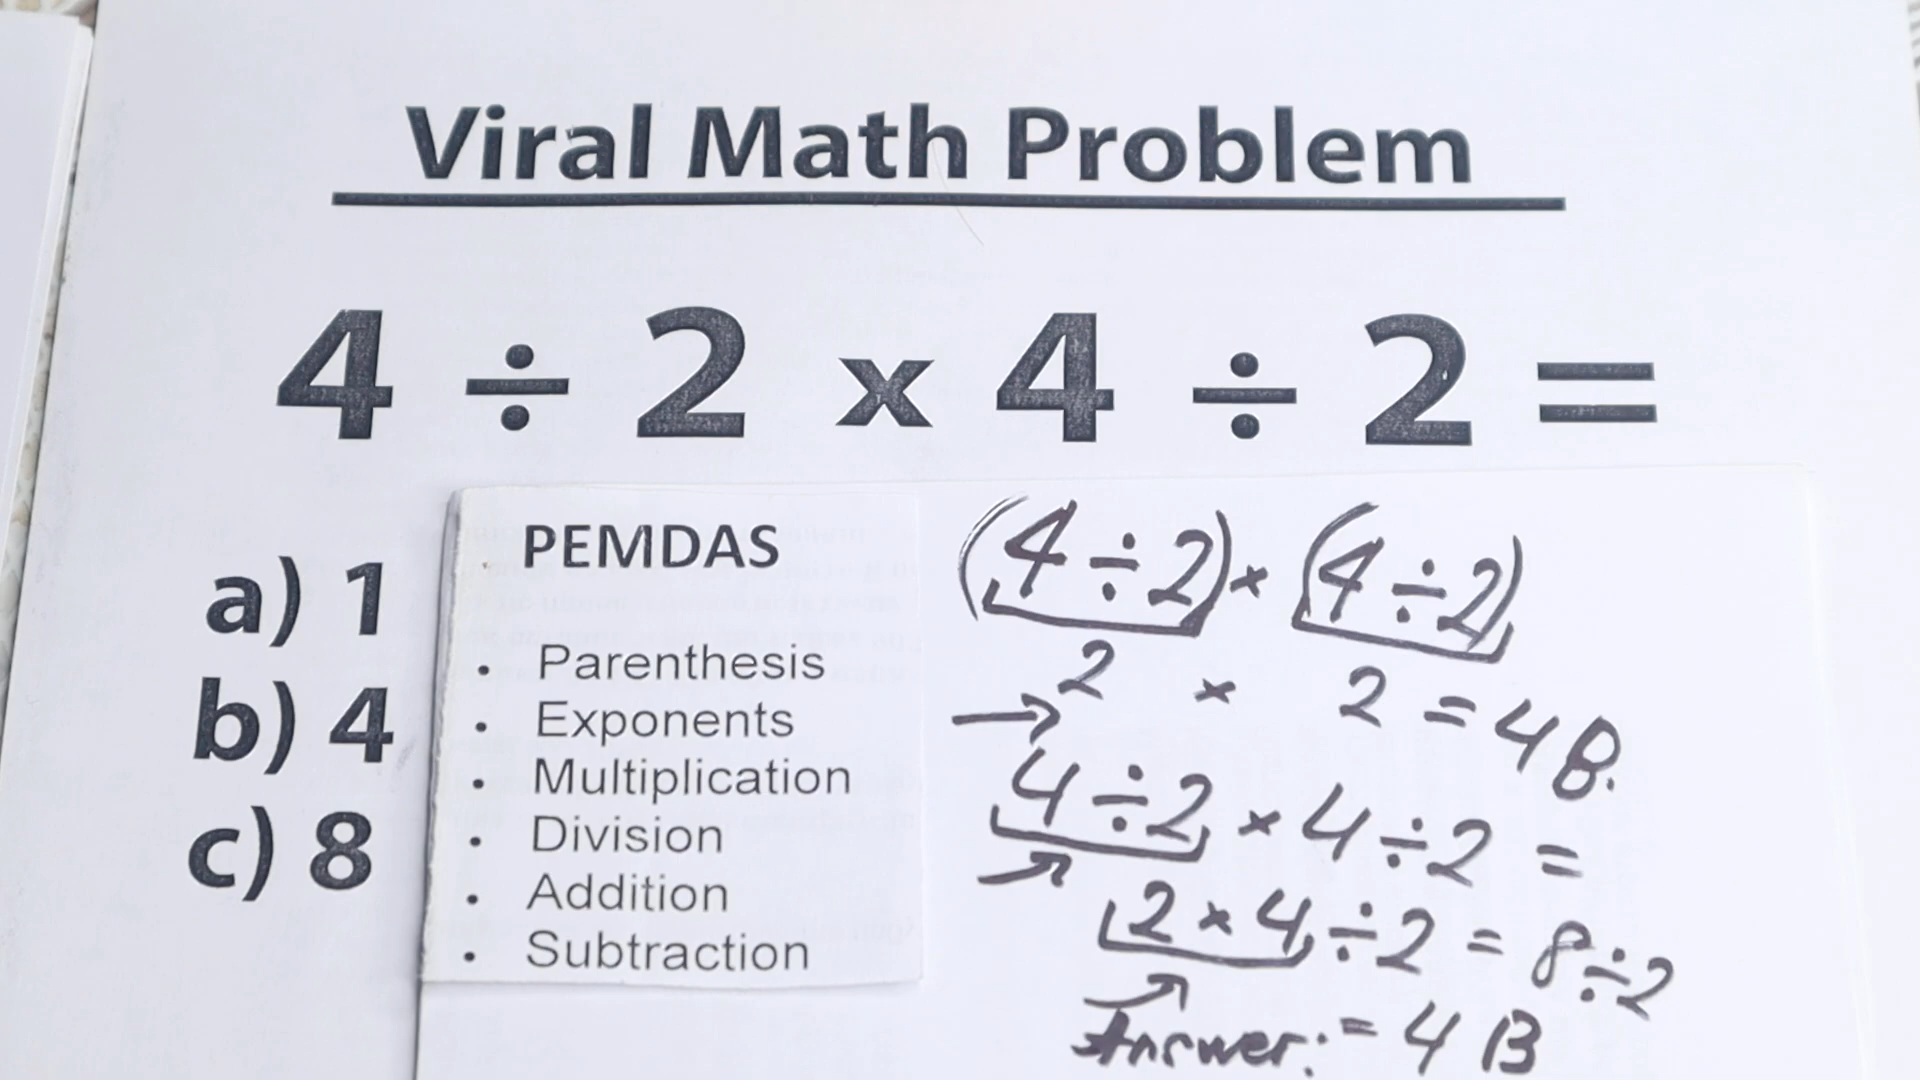 Viral Math Problem
4 ÷ 2 x 4 ÷ 2 =
a) 1
b) 4
c) 8
PEMDAS
• Parenthesis
• Exponents
• Multiplication
• Division
• Addition
• Subtraction
(4 ÷ 2) × (4 ÷ 2)
2 × 2 = 4 B.
4 ÷ 2 × 4 ÷ 2 =
2 × 4 ÷ 2 = 8 ÷ 2
Answer: = 4 B